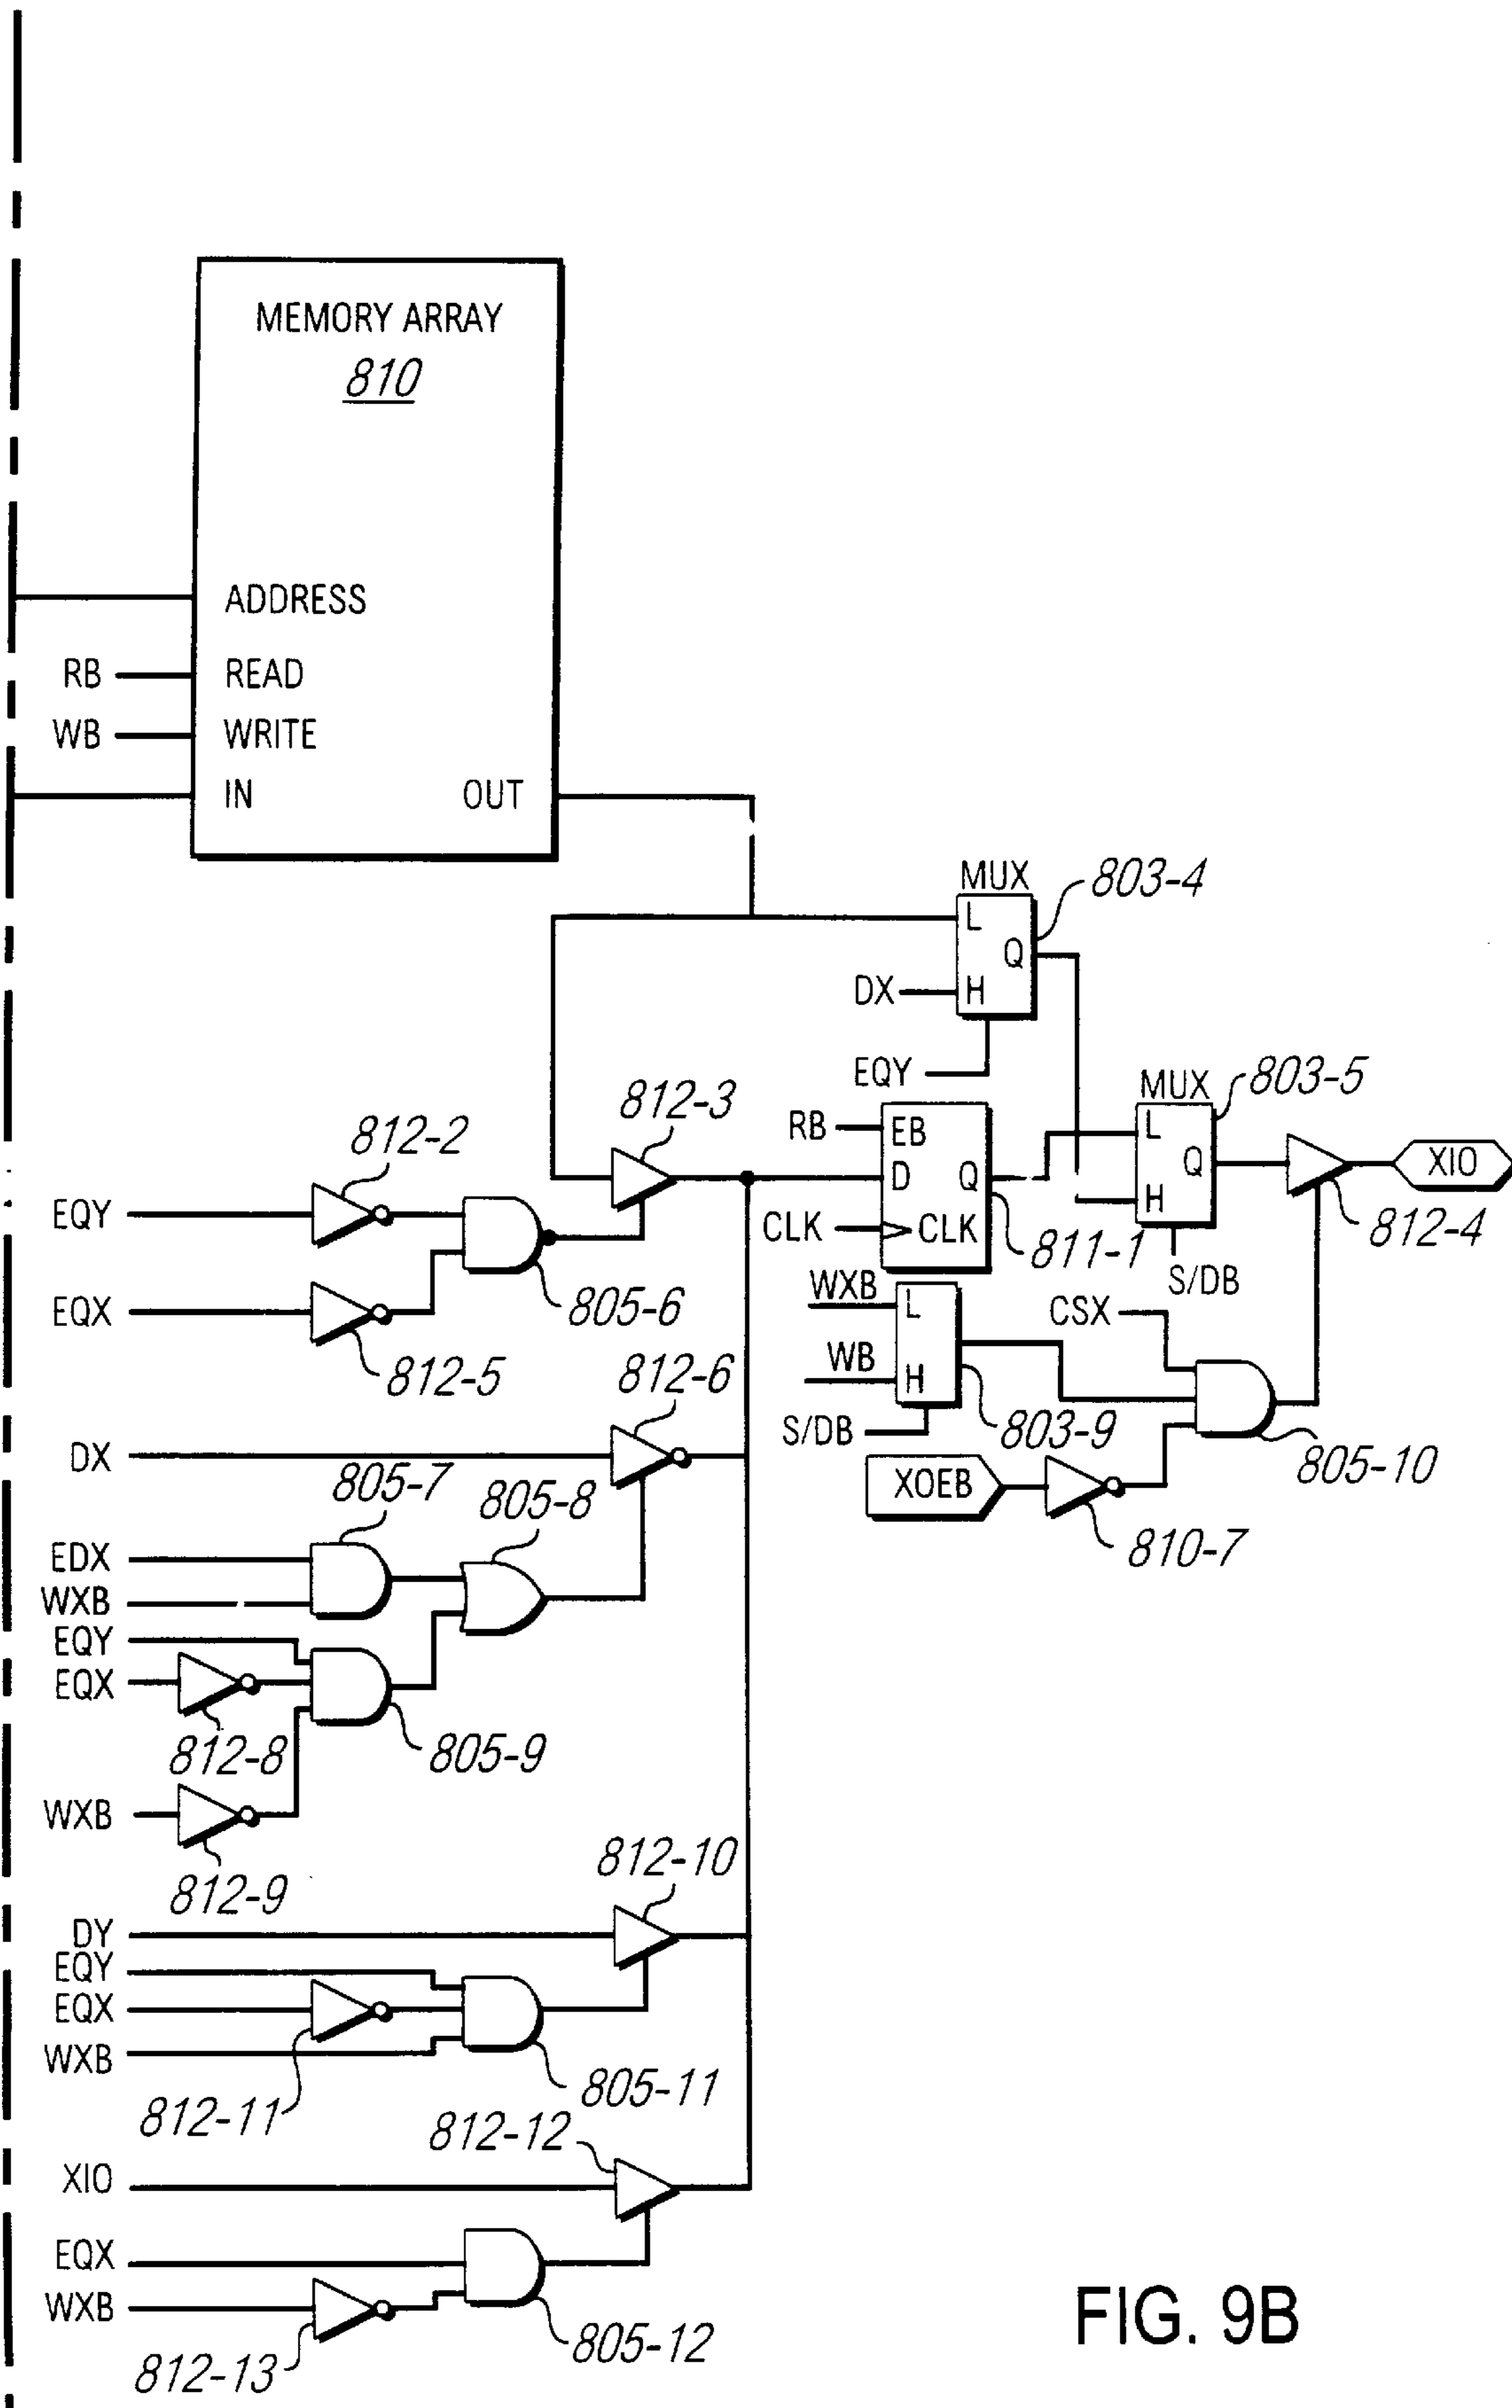 MEMORY ARRAY
810
ADDRESS
RB READ
WB WRITE
IN OUT
MUX 803-4
L
Q
DX H
EQY
MUX 803-5
812-3
RB EB
L
812-2
D Q
Q
XIO
EQY
H
812-4
CLK CLK
811-1
S/DB
WXB
L
CSX
EQX
805-6
WB
H
812-5
812-6
S/DB
803-9
805-10
DX
805-7
805-8
XOEB
810-7
EDX
WXB
EQY
EQX
812-8
805-9
WXB
812-9
812-10
DY
EQY
EQX
WXB
805-11
812-11
812-12
XIO
EQX
WXB
805-12
812-13
FIG. 9B